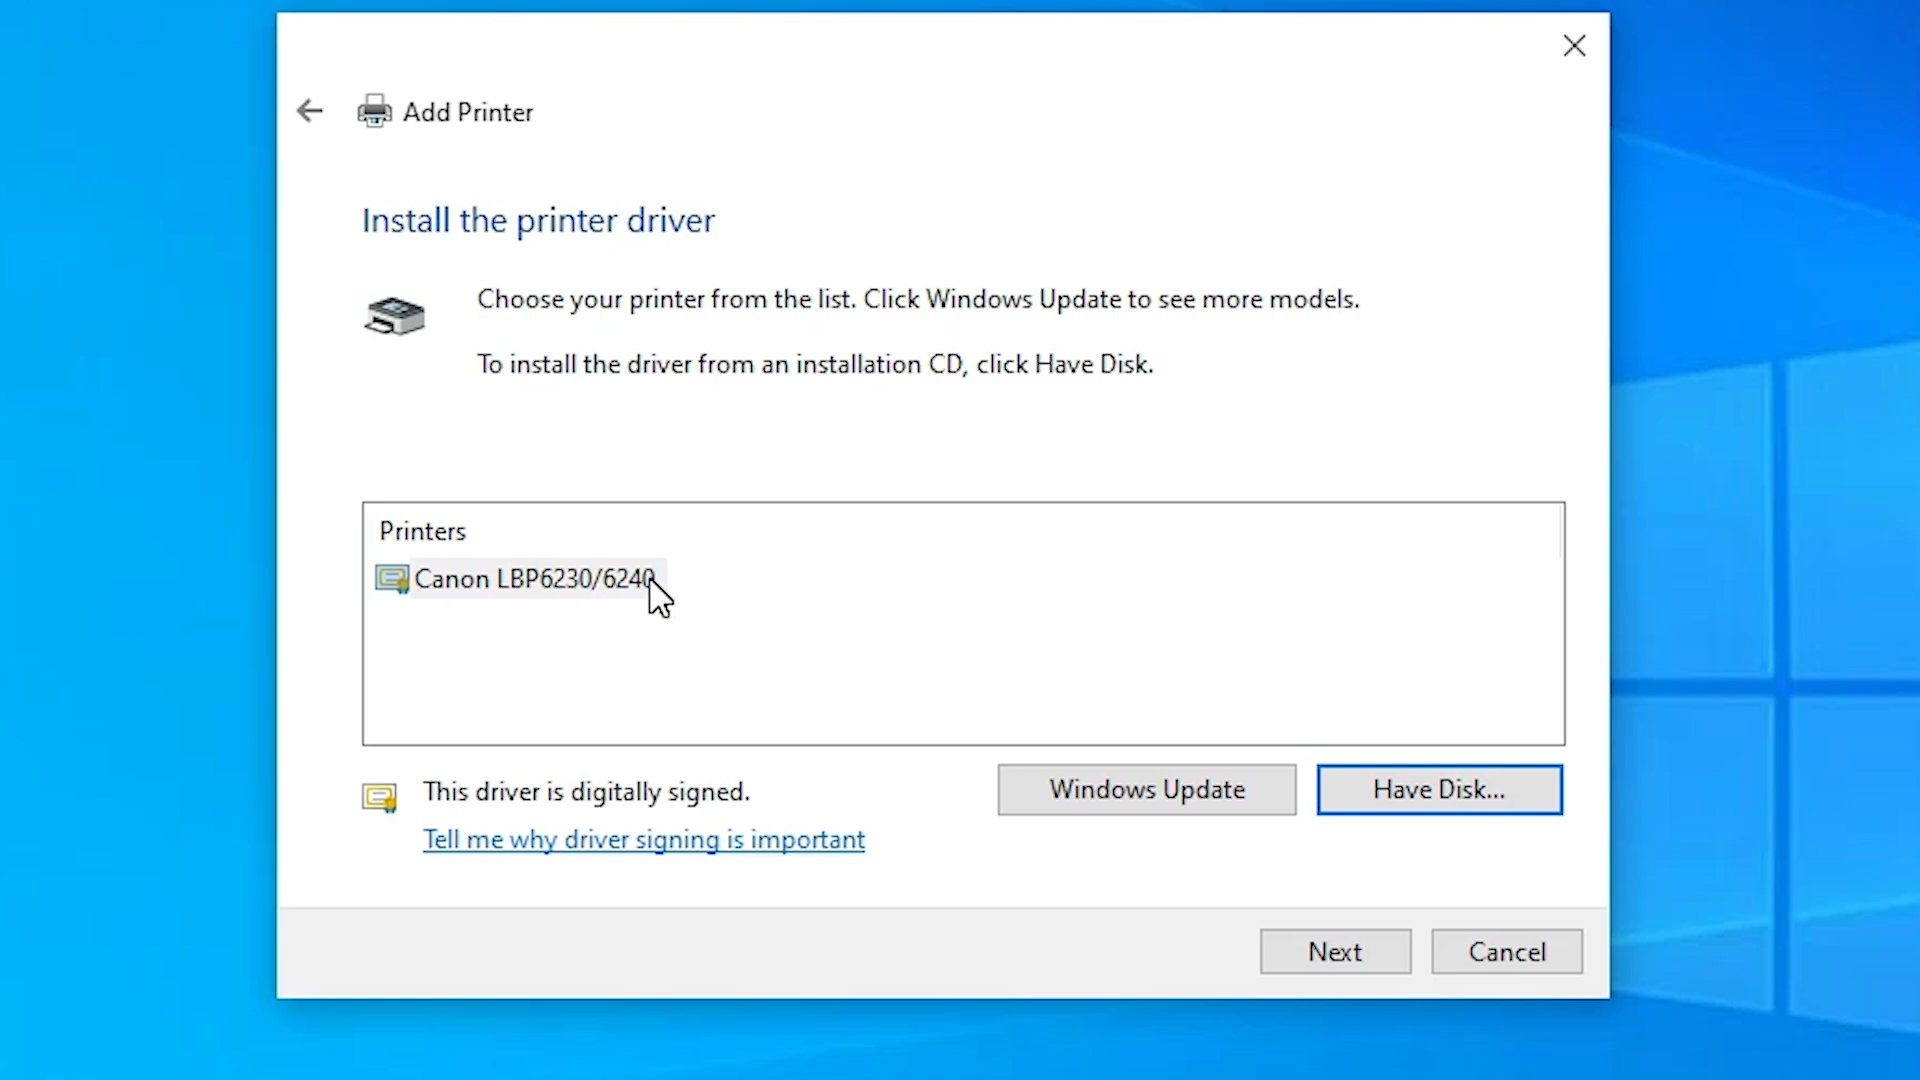 Add Printer
Install the printer driver
Choose your printer from the list. Click Windows Update to see more models.
To install the driver from an installation CD, click Have Disk.
Printers
Canon LBP6230/6240
This driver is digitally signed.
Tell me why driver signing is important
Windows Update
Have Disk...
Next
Cancel